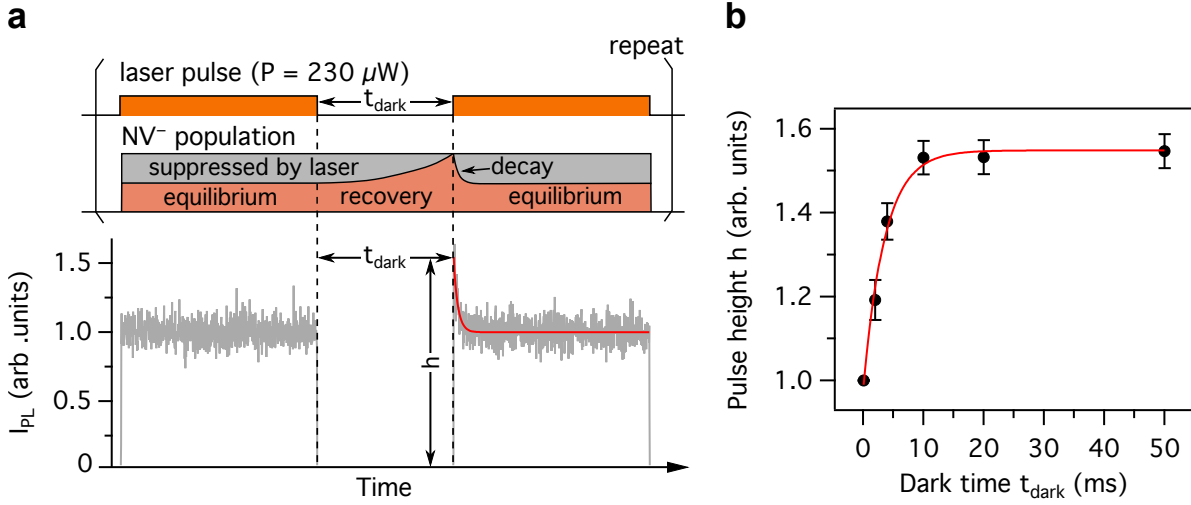 a
repeat
laser pulse (P = 230 µW)
t_dark
NV⁻ population
suppressed by laser
decay
equilibrium
recovery
equilibrium
I_PL (arb .units)
1.5
1.0
0.5
0
t_dark
h
Time
b
Pulse height h (arb. units)
1.6
1.4
1.2
1.0
0 10 20 30 40 50
Dark time t_dark (ms)